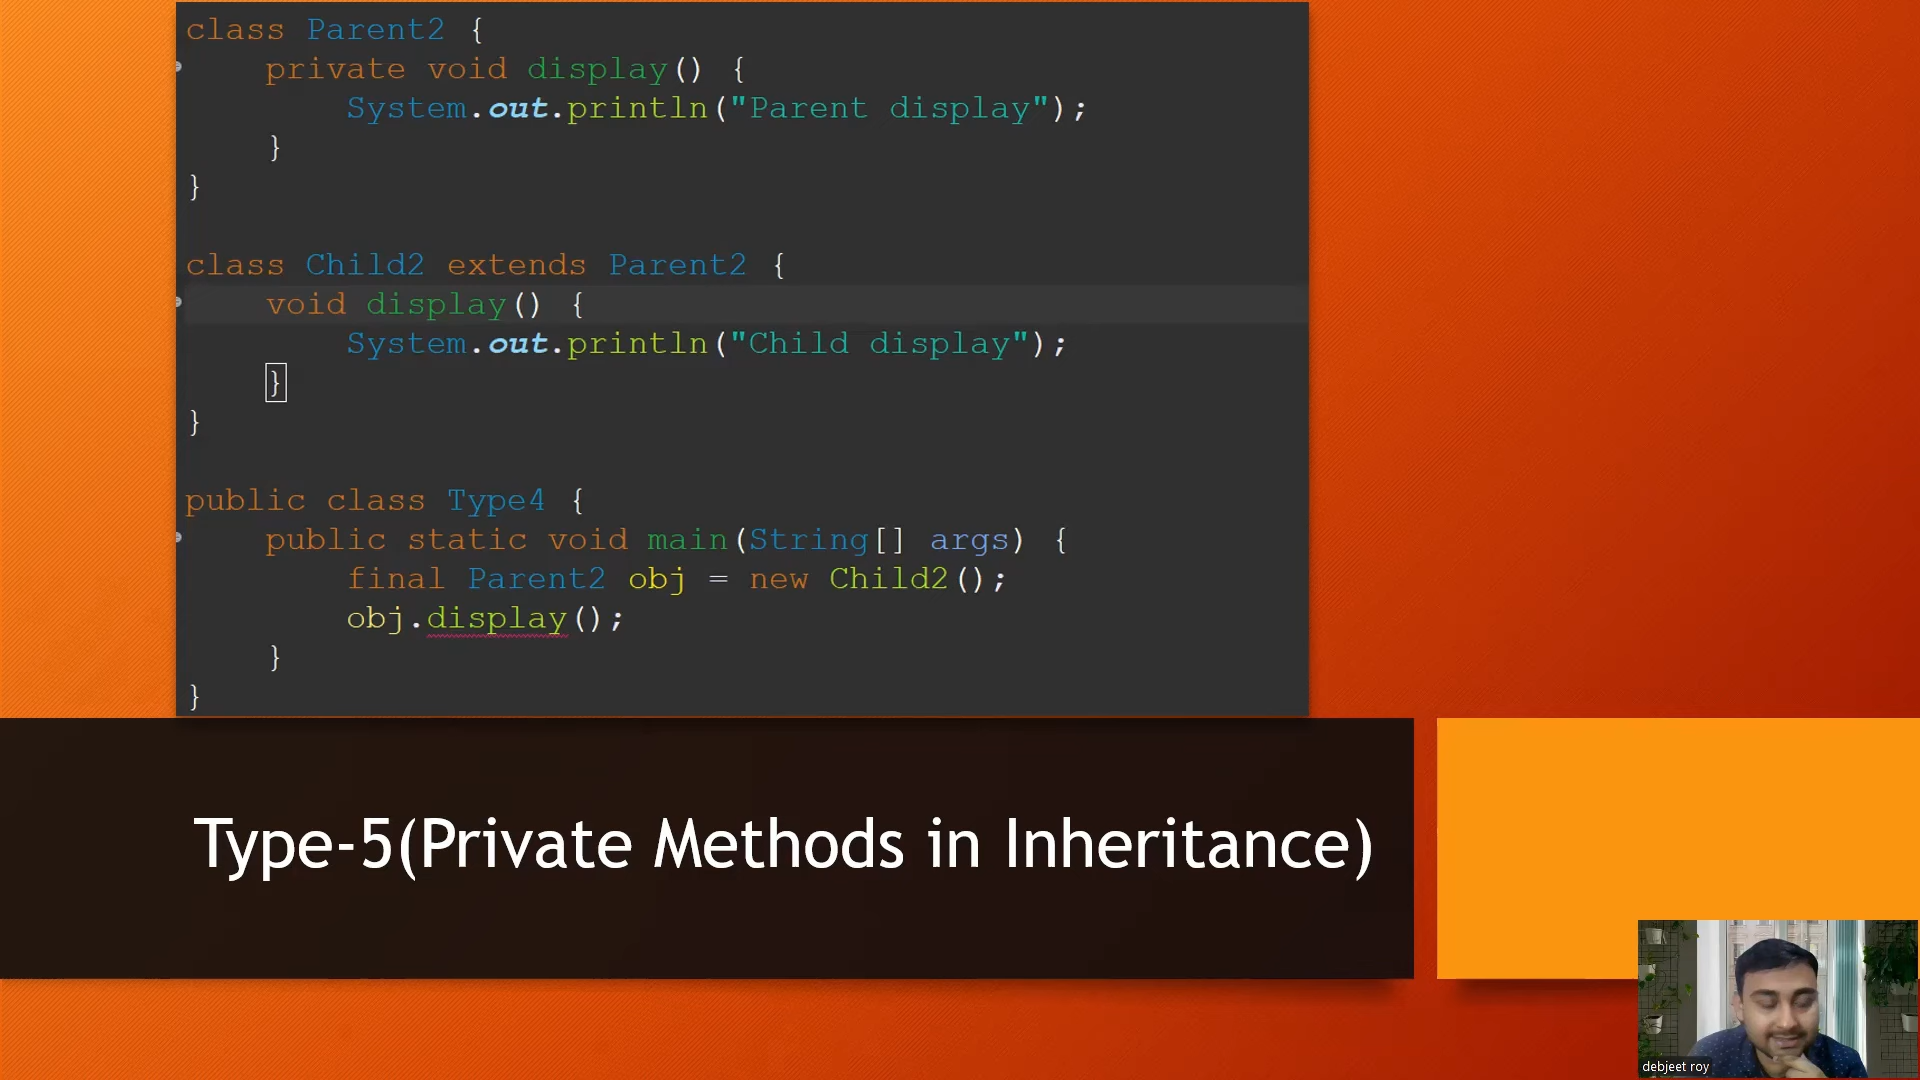 class Parent2 {
private void display() {
System.out.println("Parent display");
}
}
class Child2 extends Parent2 {
void display() {
System.out.println("Child display");
}
}
public class Type4 {
public static void main(String[] args) {
final Parent2 obj = new Child2();
obj.display();
}
}
Type-5(Private Methods in Inheritance)
debjeet roy